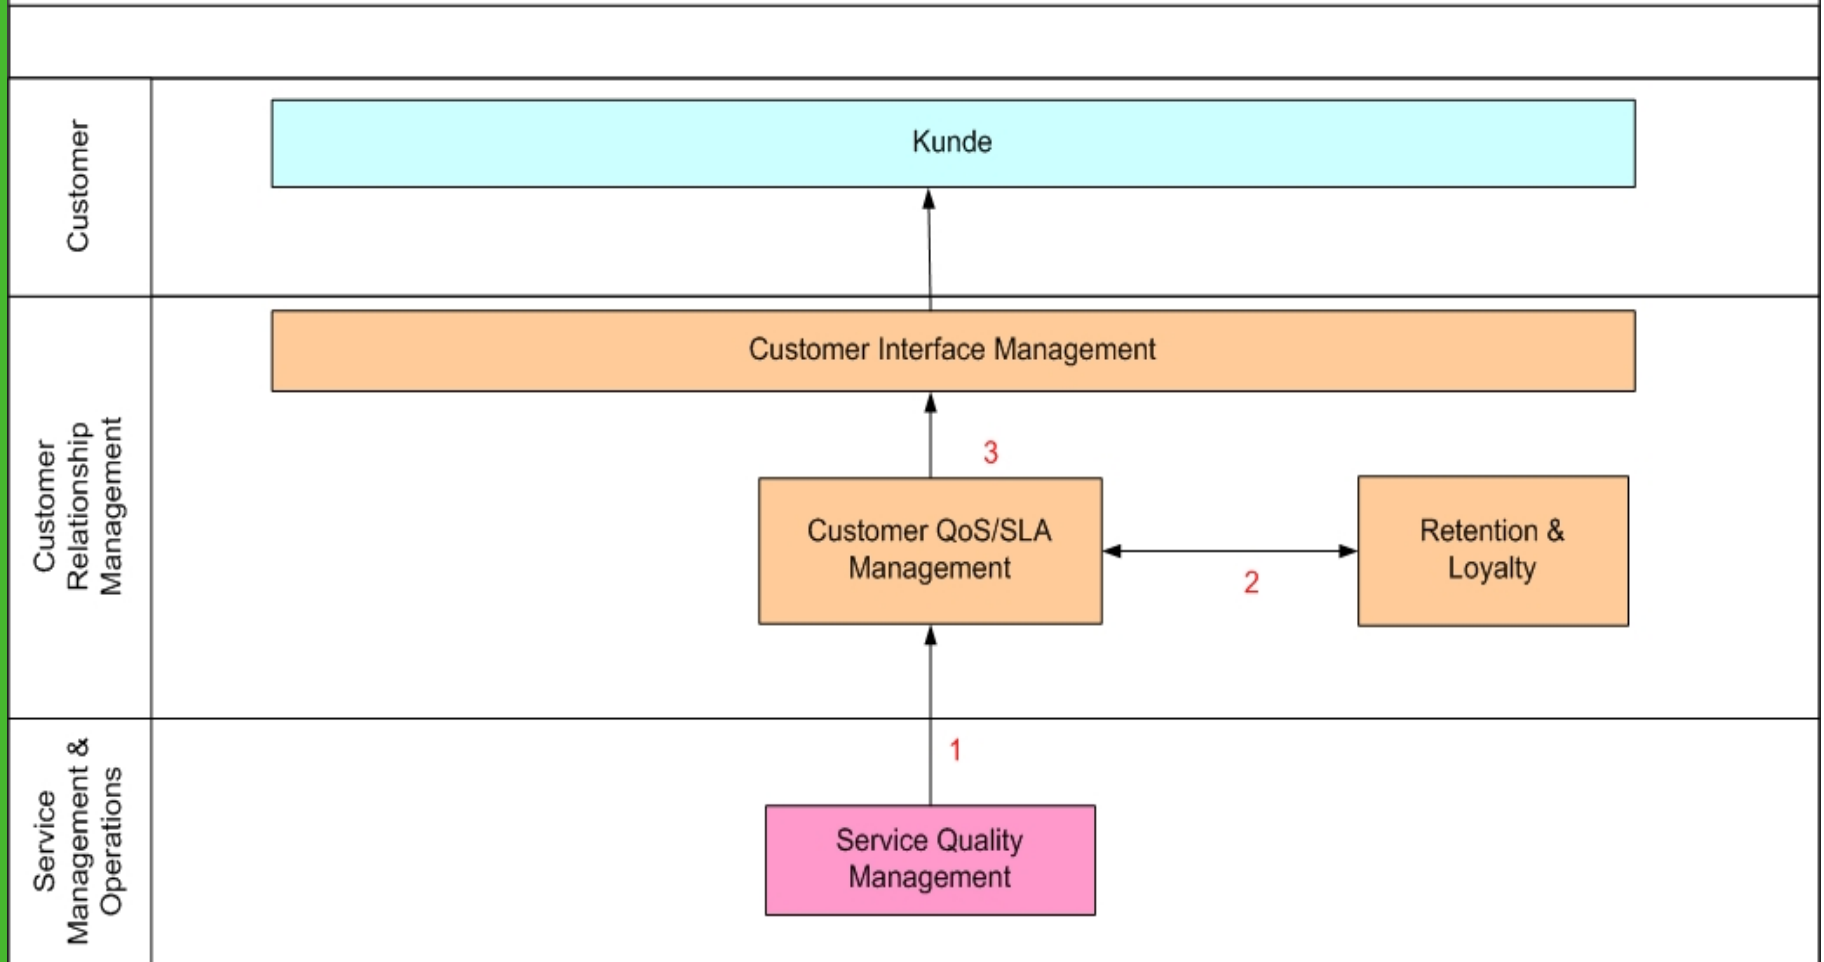 Customer
Kunde
Customer
Relationship
Management
Customer Interface Management
3
Customer QoS/SLA
Management
2
Retention &
Loyalty
Service
Management &
Operations
1
Service Quality
Management